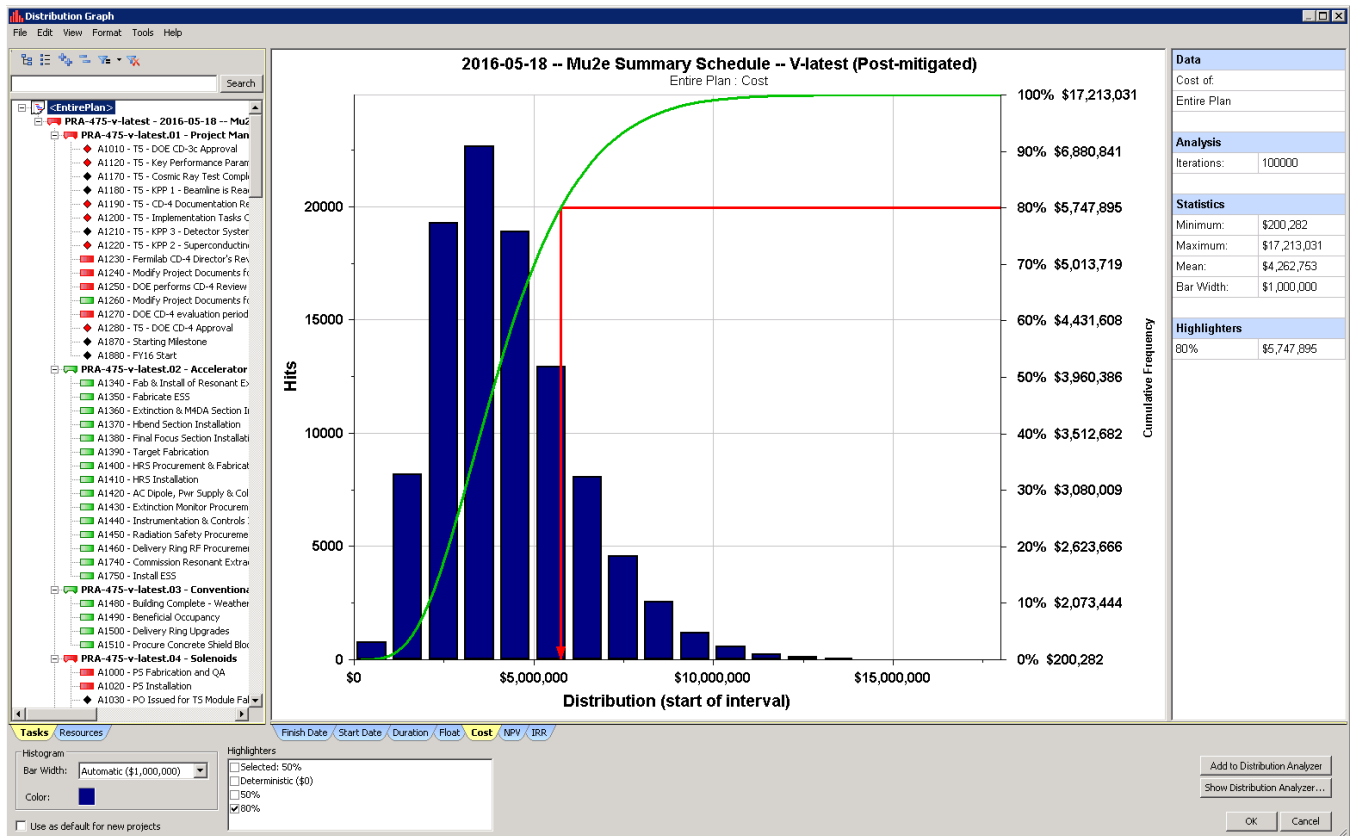 Distribution Graph
File Edit View Format Tools Help
Search
<EntirePlan>
PRA-475-v-latest - 2016-05-18 -- Mu2
PRA-475-v-latest.01 - Project Man
A1010 - T5 - DOE CD-3c Approval
A1120 - T5 - Key Performance Param
A1170 - T5 - Cosmic Ray Test Comple
A1180 - T5 - KPP 1 - Beamline is Rea
A1190 - T5 - CD-4 Documentation Re
A1200 - T5 - Implementation Tasks C
A1210 - T5 - KPP 3 - Detector System
A1220 - T5 - KPP 2 - Superconductin
A1230 - Fermilab CD-4 Director's Rev
A1240 - Modify Project Documents fo
A1250 - DOE performs CD-4 Review
A1260 - Modify Project Documents fo
A1270 - DOE CD-4 evaluation period
A1280 - T5 - DOE CD-4 Approval
A1870 - Starting Milestone
A1880 - FY16 Start
PRA-475-v-latest.02 - Accelerator
A1340 - Fab & Install of Resonant Ex
A1350 - Fabricate ESS
A1360 - Extinction & M4DA Section I
A1370 - Hbend Section Installation
A1380 - Final Focus Section Installati
A1390 - Target Fabrication
A1400 - HRS Procurement & Fabricat
A1410 - HRS Installation
A1420 - AC Dipole, Pwr Supply & Col
A1430 - Extinction Monitor Procurem
A1440 - Instrumentation & Controls
A1450 - Radiation Safety Procureme
A1460 - Delivery Ring RF Procuremen
A1740 - Commission Resonant Extra
A1750 - Install ESS
PRA-475-v-latest.03 - Conventiona
A1480 - Building Complete - Weather
A1490 - Beneficial Occupancy
A1500 - Delivery Ring Upgrades
A1510 - Procure Concrete Shield Bloc
PRA-475-v-latest.04 - Solenoids
A1000 - PS Fabrication and QA
A1020 - PS Installation
A1030 - PO Issued for TS Module Fal
Tasks Resources
2016-05-18 -- Mu2e Summary Schedule -- V-latest (Post-mitigated)
Entire Plan : Cost
Hits
20000
15000
10000
5000
0
100% $17,213,031
90% $6,880,841
80% $5,747,895
70% $5,013,719
60% $4,431,608
50% $3,960,386
40% $3,512,682
30% $3,080,009
20% $2,623,666
10% $2,073,444
0% $200,282
Cumulative Frequency
$0 $5,000,000 $10,000,000 $15,000,000
Distribution (start of interval)
Finish Date Start Date Duration Float Cost NPV IRR
Data
Cost of:
Entire Plan
Analysis
Iterations: 100000
Statistics
Minimum: $200,282
Maximum: $17,213,031
Mean: $4,262,753
Bar Width: $1,000,000
Highlighters
80% $5,747,895
Histogram
Bar Width: Automatic ($1,000,000)
Color:
Use as default for new projects
Highlighters
Selected: 50%
Deterministic ($0)
50%
80%
Add to Distribution Analyzer
Show Distribution Analyzer...
OK Cancel